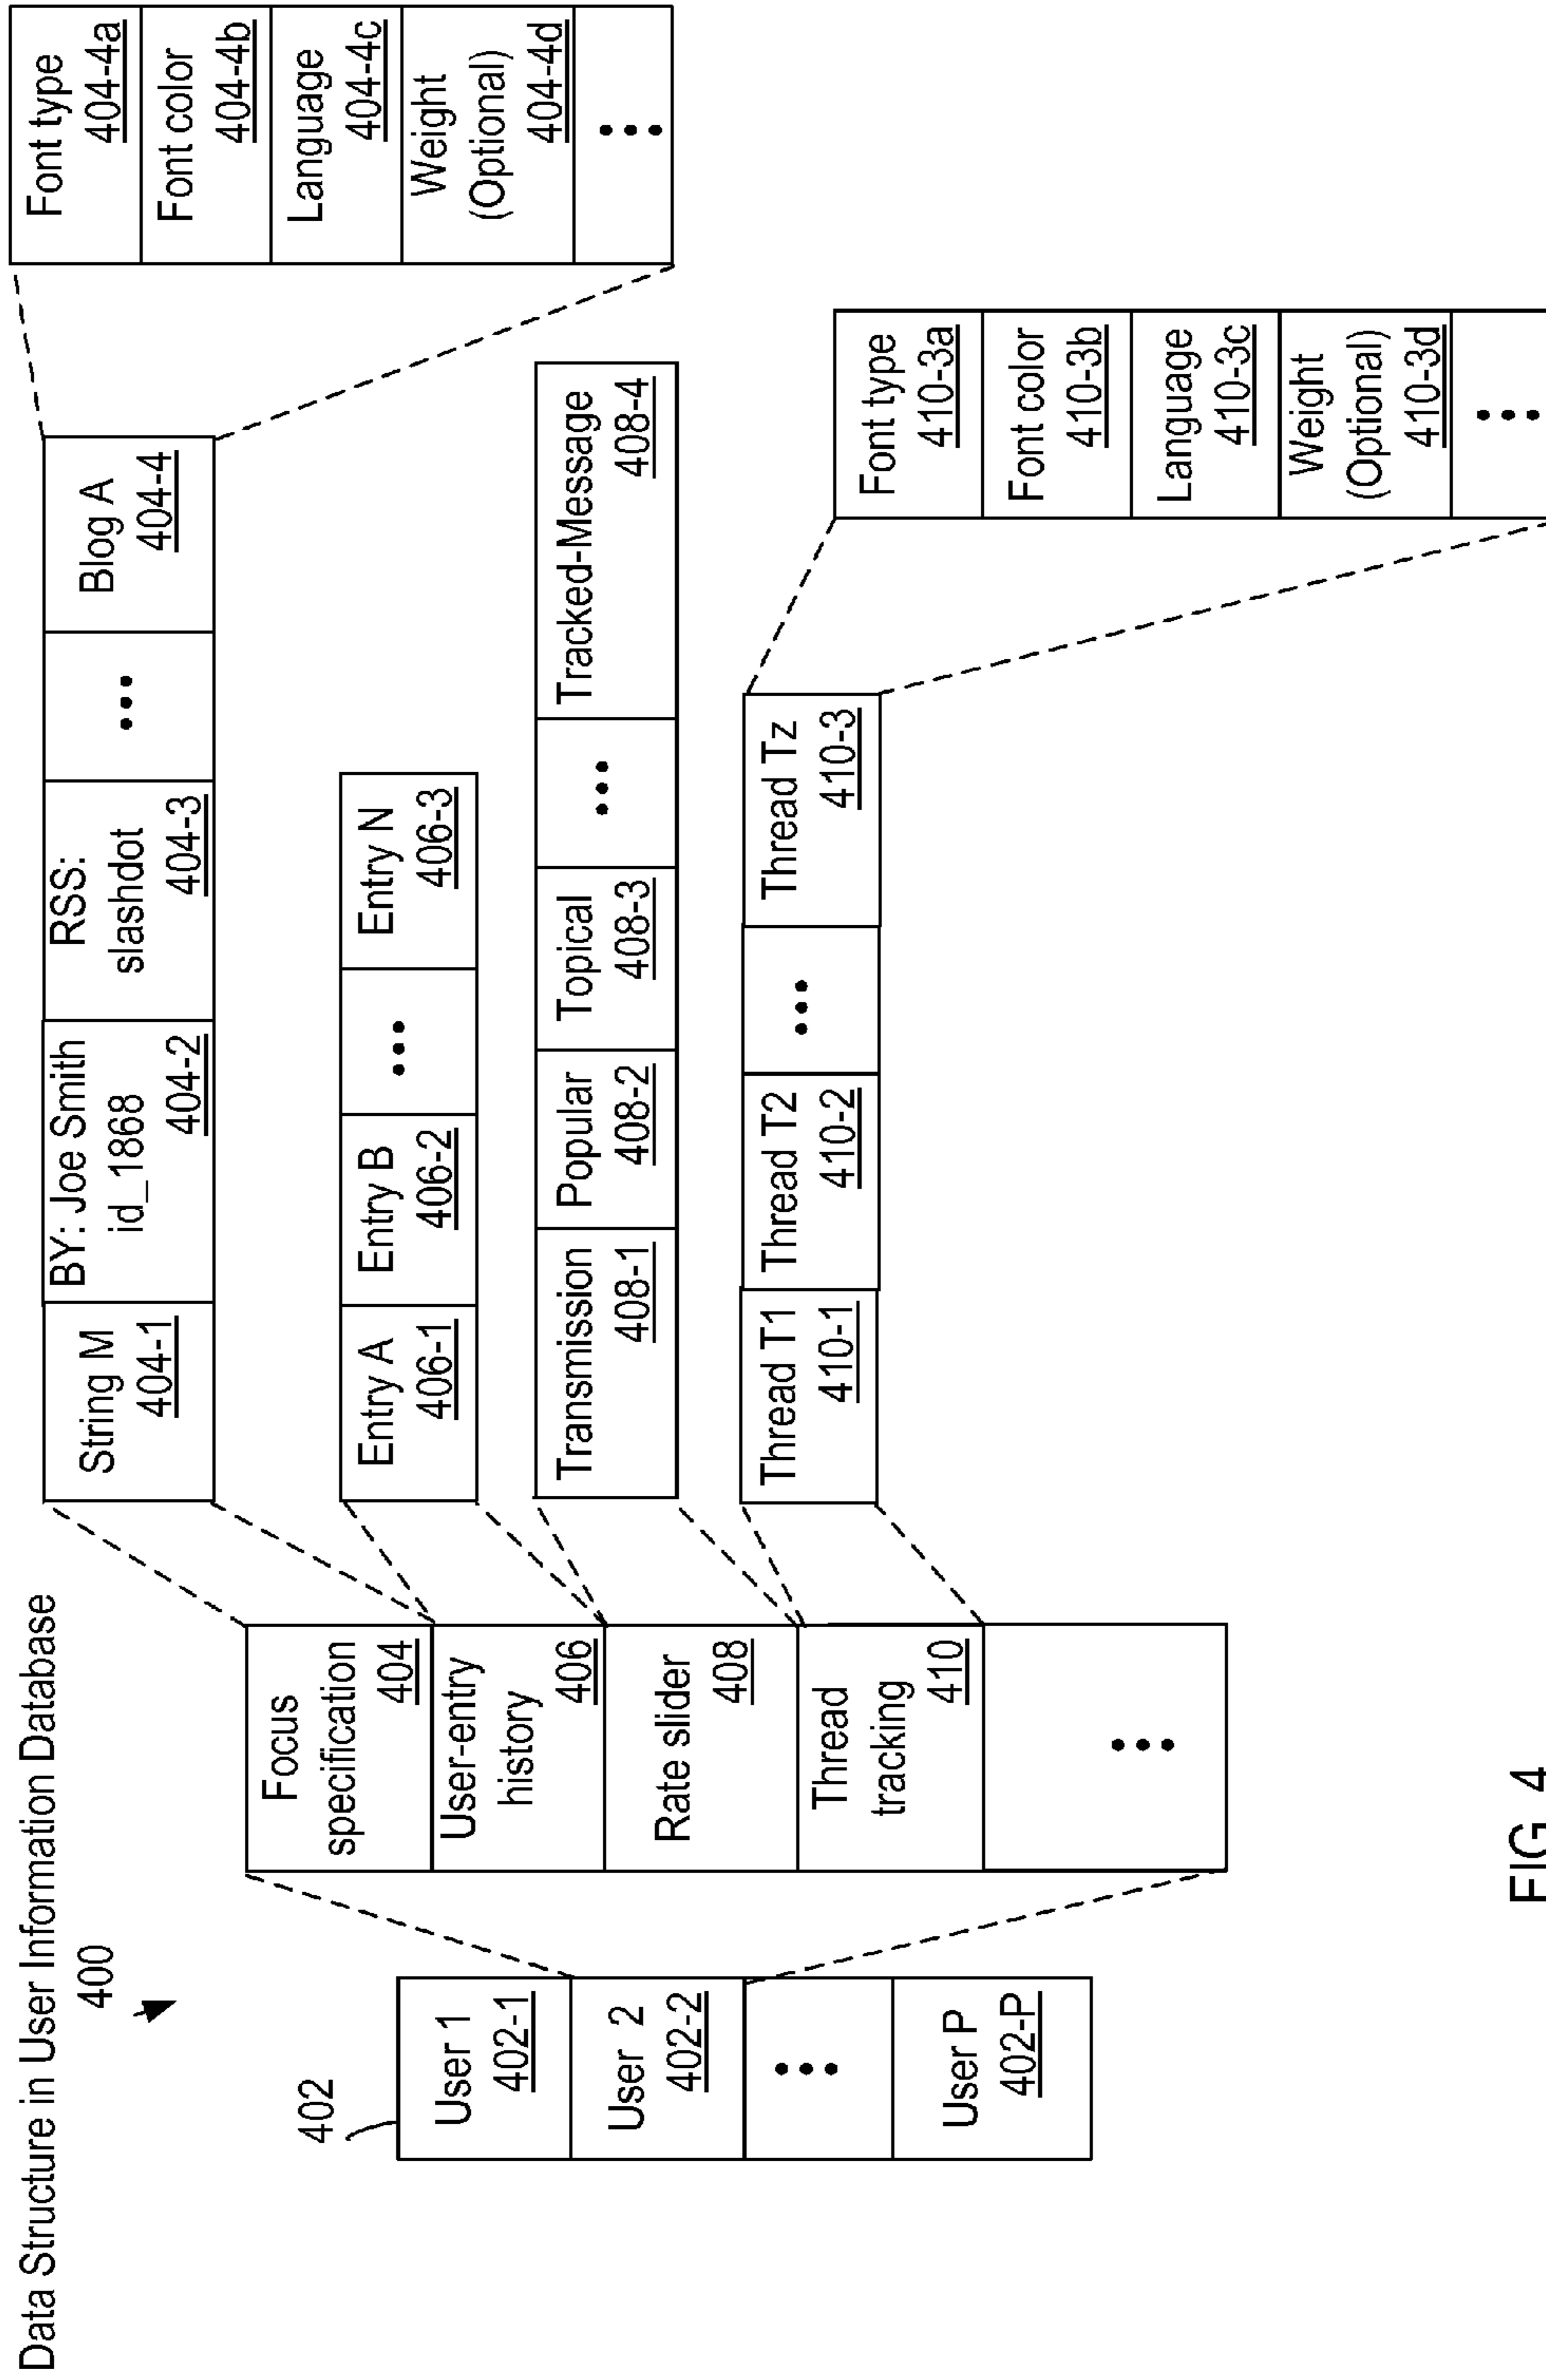 Data Structure in User Information Database
400
402
User 1
402-1
User 2
402-2
•••
User P
402-P
Focus
specification
404
User-entry
history
406
Rate slider
408
Thread
tracking
410
•••
String M
404-1
BY: Joe Smith
id_1868
404-2
RSS:
slashdot
404-3
•••
Blog A
404-4
Font type
404-4a
Font color
404-4b
Language
404-4c
Weight
(Optional)
404-4d
•••
Entry A
406-1
Entry B
406-2
•••
Entry N
406-3
Transmission
408-1
Popular
408-2
Topical
408-3
•••
Tracked-Message
408-4
Thread T1
410-1
Thread T2
410-2
•••
Thread Tz
410-3
Font type
410-3a
Font color
410-3b
Language
410-3c
Weight
(Optional)
410-3d
•••
FIG. 4